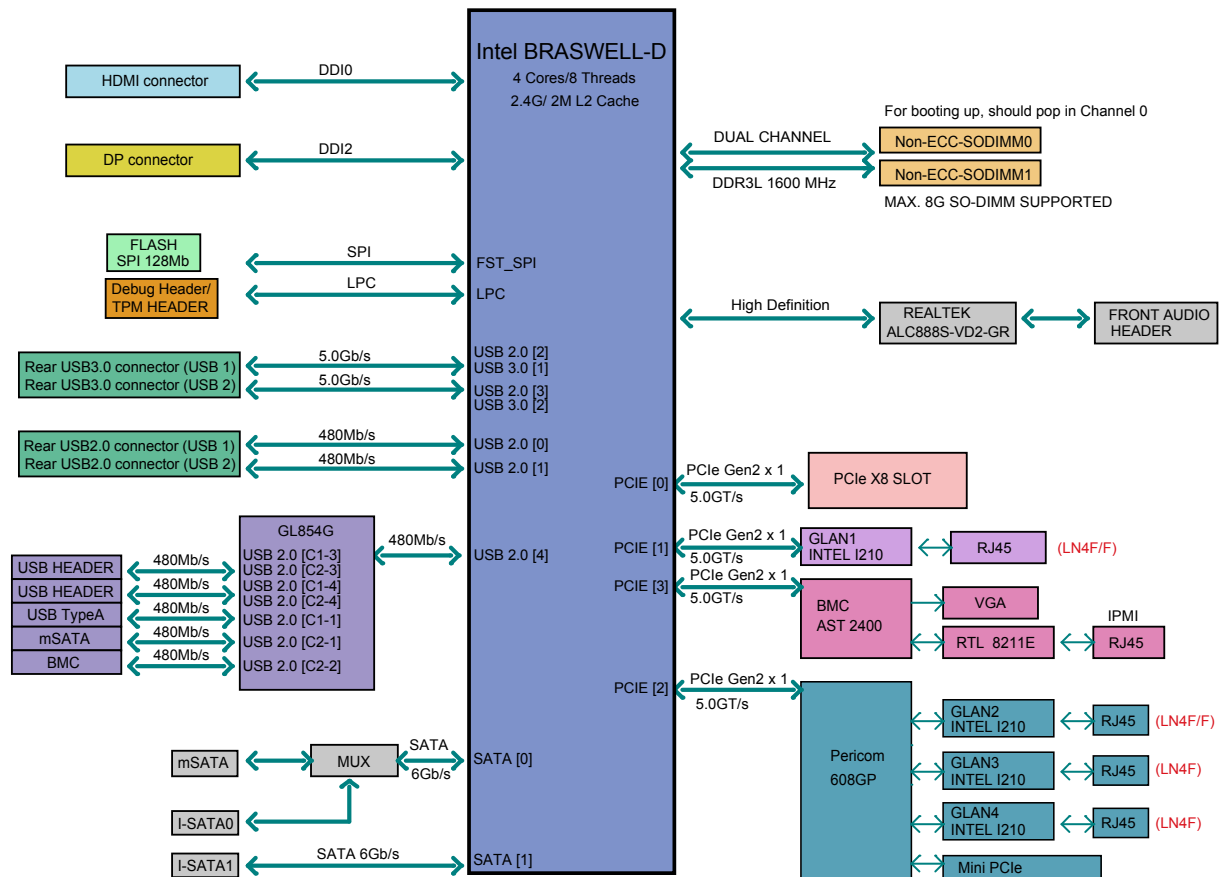 Intel BRASWELL-D
4 Cores/8 Threads
2.4G/ 2M L2 Cache
HDMI connector
DDI0
DP connector
DDI2
FLASH
SPI 128Mb
SPI
FST_SPI
Debug Header/
TPM HEADER
LPC
LPC
Rear USB3.0 connector (USB 1)
Rear USB3.0 connector (USB 2)
5.0Gb/s
5.0Gb/s
USB 2.0 [2]
USB 3.0 [1]
USB 2.0 [3]
USB 3.0 [2]
Rear USB2.0 connector (USB 1)
Rear USB2.0 connector (USB 2)
480Mb/s
480Mb/s
USB 2.0 [0]
USB 2.0 [1]
GL854G
USB 2.0 [C1-3]
USB 2.0 [C2-3]
USB 2.0 [C1-4]
USB 2.0 [C2-4]
USB 2.0 [C1-1]
USB 2.0 [C2-1]
USB 2.0 [C2-2]
480Mb/s
USB 2.0 [4]
USB HEADER
480Mb/s
USB HEADER
480Mb/s
USB TypeA
480Mb/s
mSATA
480Mb/s
BMC
480Mb/s
mSATA
MUX
SATA
6Gb/s
SATA [0]
I-SATA0
I-SATA1
SATA 6Gb/s
SATA [1]
For booting up, should pop in Channel 0
DUAL CHANNEL
Non-ECC-SODIMM0
Non-ECC-SODIMM1
DDR3L 1600 MHz
MAX. 8G SO-DIMM SUPPORTED
High Definition
REALTEK
ALC888S-VD2-GR
FRONT AUDIO
HEADER
PCIE [0]
PCIe Gen2 x 1
5.0GT/s
PCIe X8 SLOT
PCIE [1]
PCIe Gen2 x 1
5.0GT/s
GLAN1
INTEL I210
RJ45
(LN4F/F)
PCIE [3]
PCIe Gen2 x 1
5.0GT/s
BMC
AST 2400
VGA
RTL 8211E
IPMI
RJ45
PCIE [2]
PCIe Gen2 x 1
5.0GT/s
Pericom
608GP
GLAN2
INTEL I210
RJ45
(LN4F/F)
GLAN3
INTEL I210
RJ45
(LN4F)
GLAN4
INTEL I210
RJ45
(LN4F)
Mini PCIe